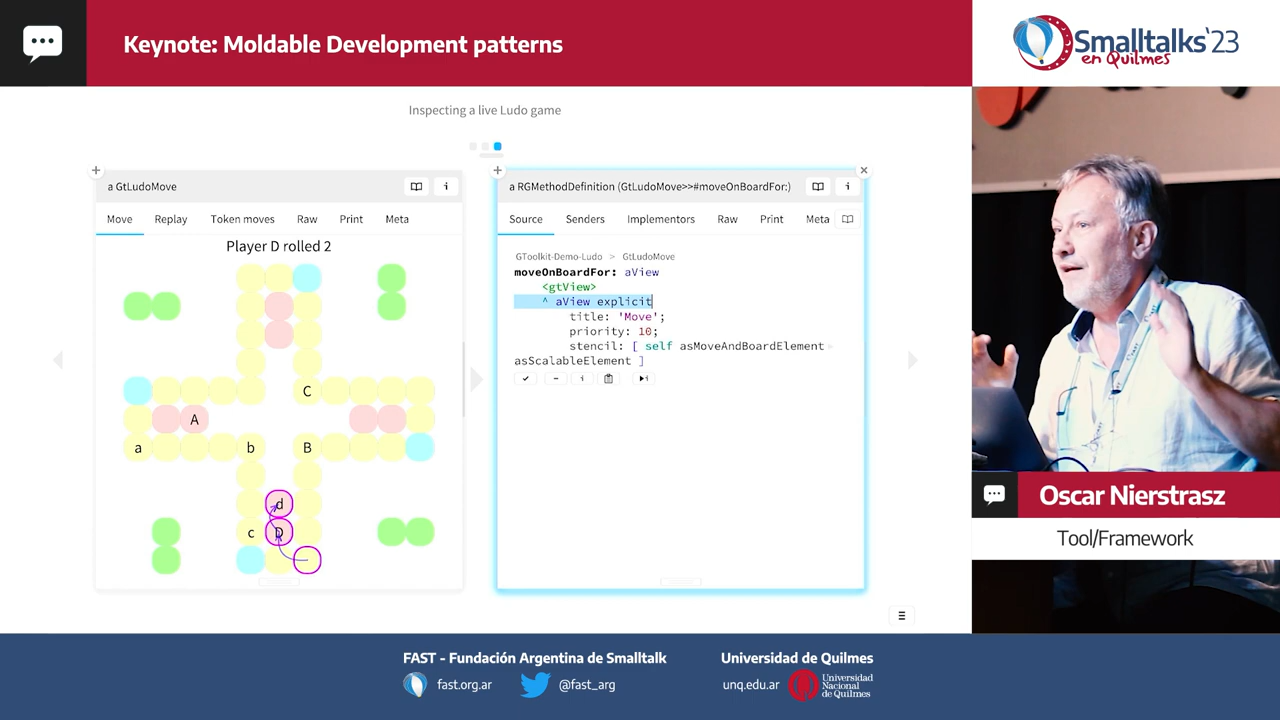 Keynote: Moldable Development patterns
Smalltalks'23
en Quilmes
Inspecting a live Ludo game
a GtLudoMove
i
Move
Replay
Token moves
Raw
Print
Meta
Player D rolled 2
C
A
a
b
B
d
c
D
a RGMethodDefinition (GtLudoMove>>#moveOnBoardFor:)
i
Source
Senders
Implementors
Raw
Print
Meta
GToolkit-Demo-Ludo > GtLudoMove
moveOnBoardFor: aView
<gtView>
^ aView explicit
title: 'Move';
priority: 10;
stencil: [ self asMoveAndBoardElement
asScalableElement ]
i
i
Oscar Nierstrasz
Tool/Framework
FAST - Fundación Argentina de Smalltalk
fast.org.ar
@fast_arg
Universidad de Quilmes
unq.edu.ar
Universidad
Nacional
de Quilmes